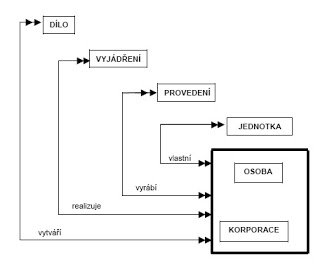 DÍLO
VYJÁDŘENÍ
PROVEDENÍ
JEDNOTKA
vlastní
OSOBA
vyrábí
realizuje
KORPORACE
vytváří